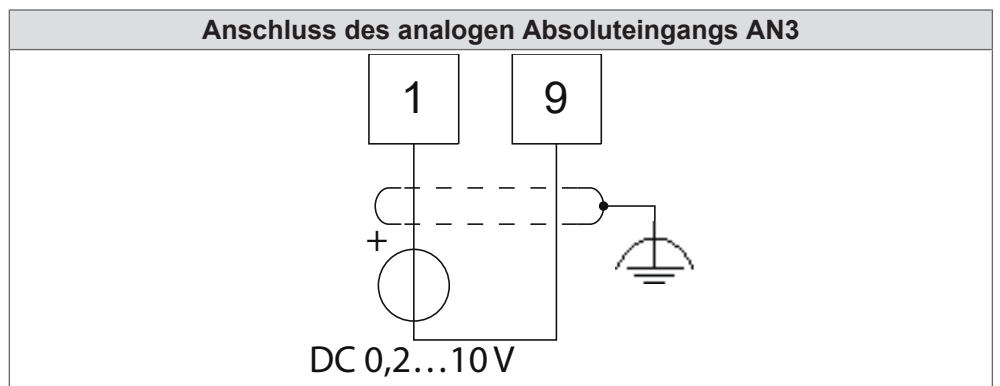 Anschluss des analogen Absoluteingangs AN3
1 9
+
DC 0,2…10 V